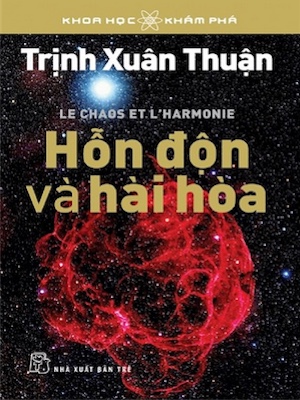 KHOA HỌC KHÁM PHÁ
Trịnh Xuân Thuận
LE CHAOS ET L'HARMONIE
Hỗn độn
và hài hòa
NHÀ XUẤT BẢN TRẺ